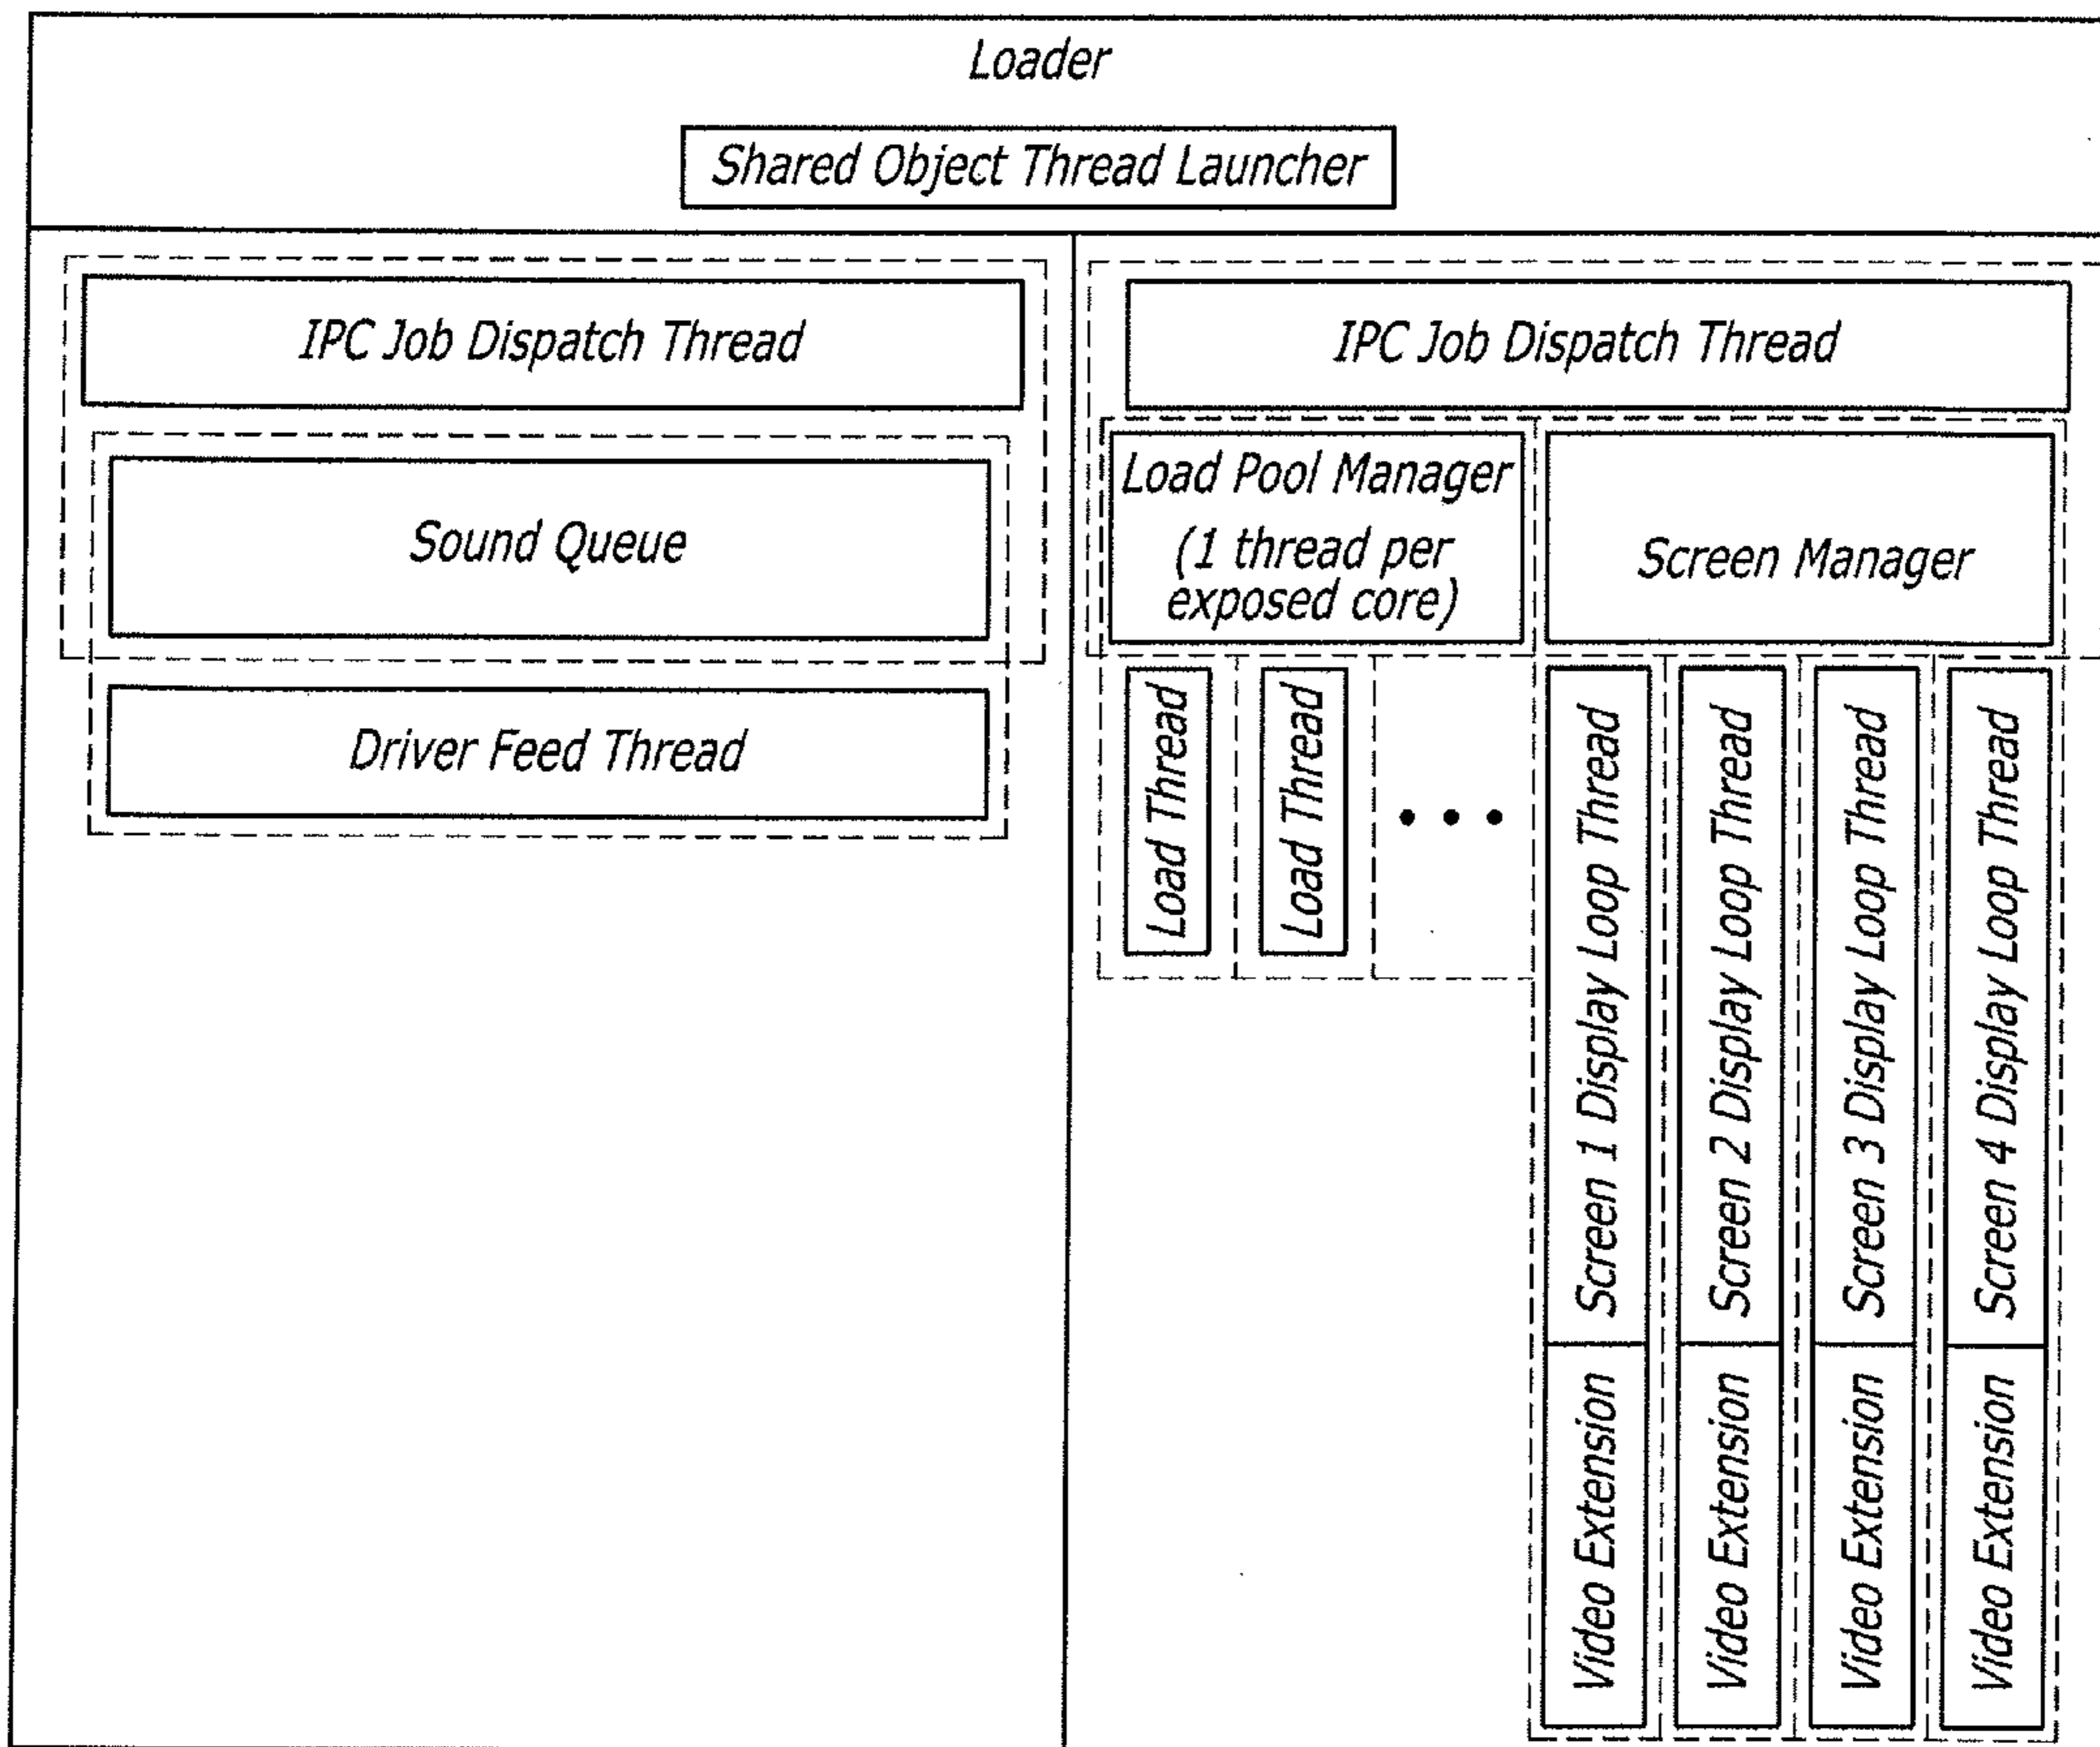 Loader
Shared Object Thread Launcher
IPC Job Dispatch Thread
Sound Queue
Driver Feed Thread
IPC Job Dispatch Thread
Load Pool Manager
(1 thread per
exposed core)
Screen Manager
Load Thread
Load Thread
Screen 1 Display Loop Thread
Screen 2 Display Loop Thread
Screen 3 Display Loop Thread
Screen 4 Display Loop Thread
Video Extension
Video Extension
Video Extension
Video Extension